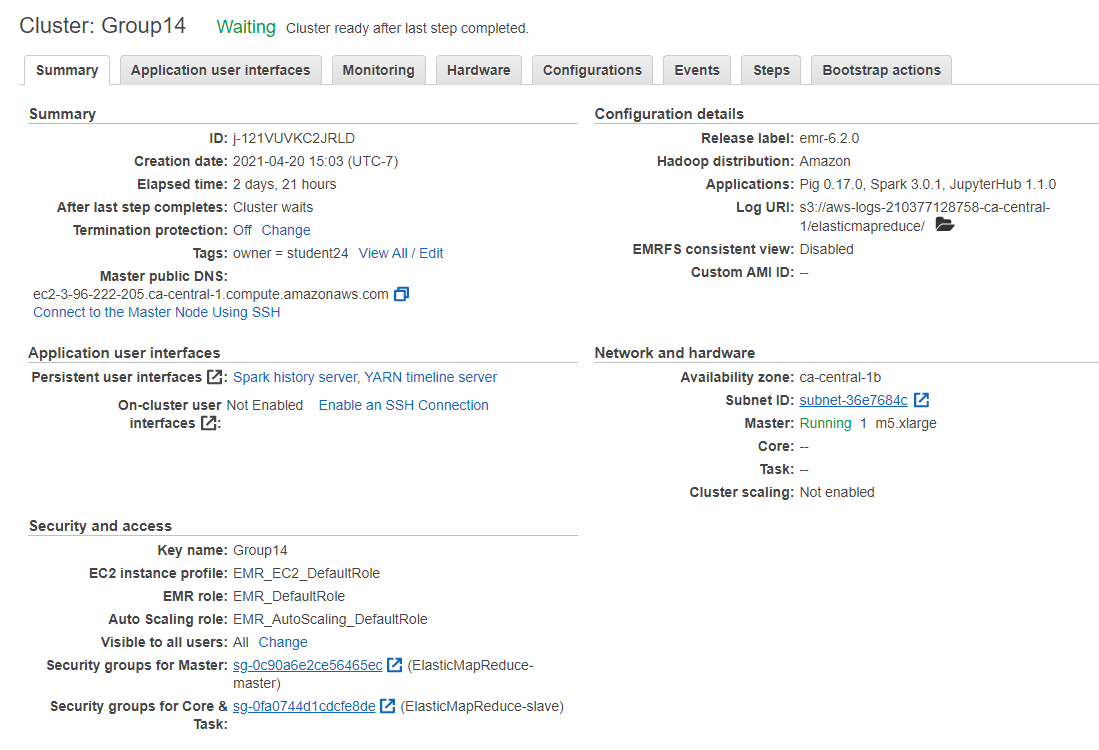 Cluster: Group14 Waiting Cluster ready after last step completed.
Summary Application user interfaces Monitoring Hardware Configurations Events Steps Bootstrap actions
Summary
ID: j-121VUVKC2JRLD
Creation date: 2021-04-20 15:03 (UTC-7)
Elapsed time: 2 days, 21 hours
After last step completes: Cluster waits
Termination protection: Off Change
Tags: owner = student24 View All / Edit
Master public DNS:
ec2-3-96-222-205.ca-central-1.compute.amazonaws.com
Connect to the Master Node Using SSH
Configuration details
Release label: emr-6.2.0
Hadoop distribution: Amazon
Applications: Pig 0.17.0, Spark 3.0.1, JupyterHub 1.1.0
Log URI: s3://aws-logs-210377128758-ca-central-
1/elasticmapreduce/
EMRFS consistent view: Disabled
Custom AMI ID: --
Application user interfaces
Persistent user interfaces : Spark history server, YARN timeline server
On-cluster user Not Enabled Enable an SSH Connection
interfaces :
Network and hardware
Availability zone: ca-central-1b
Subnet ID: subnet-36e7684c
Master: Running 1 m5.xlarge
Core: --
Task: --
Cluster scaling: Not enabled
Security and access
Key name: Group14
EC2 instance profile: EMR_EC2_DefaultRole
EMR role: EMR_DefaultRole
Auto Scaling role: EMR_AutoScaling_DefaultRole
Visible to all users: All Change
Security groups for Master: sg-0c90a6e2ce56465ec (ElasticMapReduce-
master)
Security groups for Core & sg-0fa0744d1cdcfe8de (ElasticMapReduce-slave)
Task: